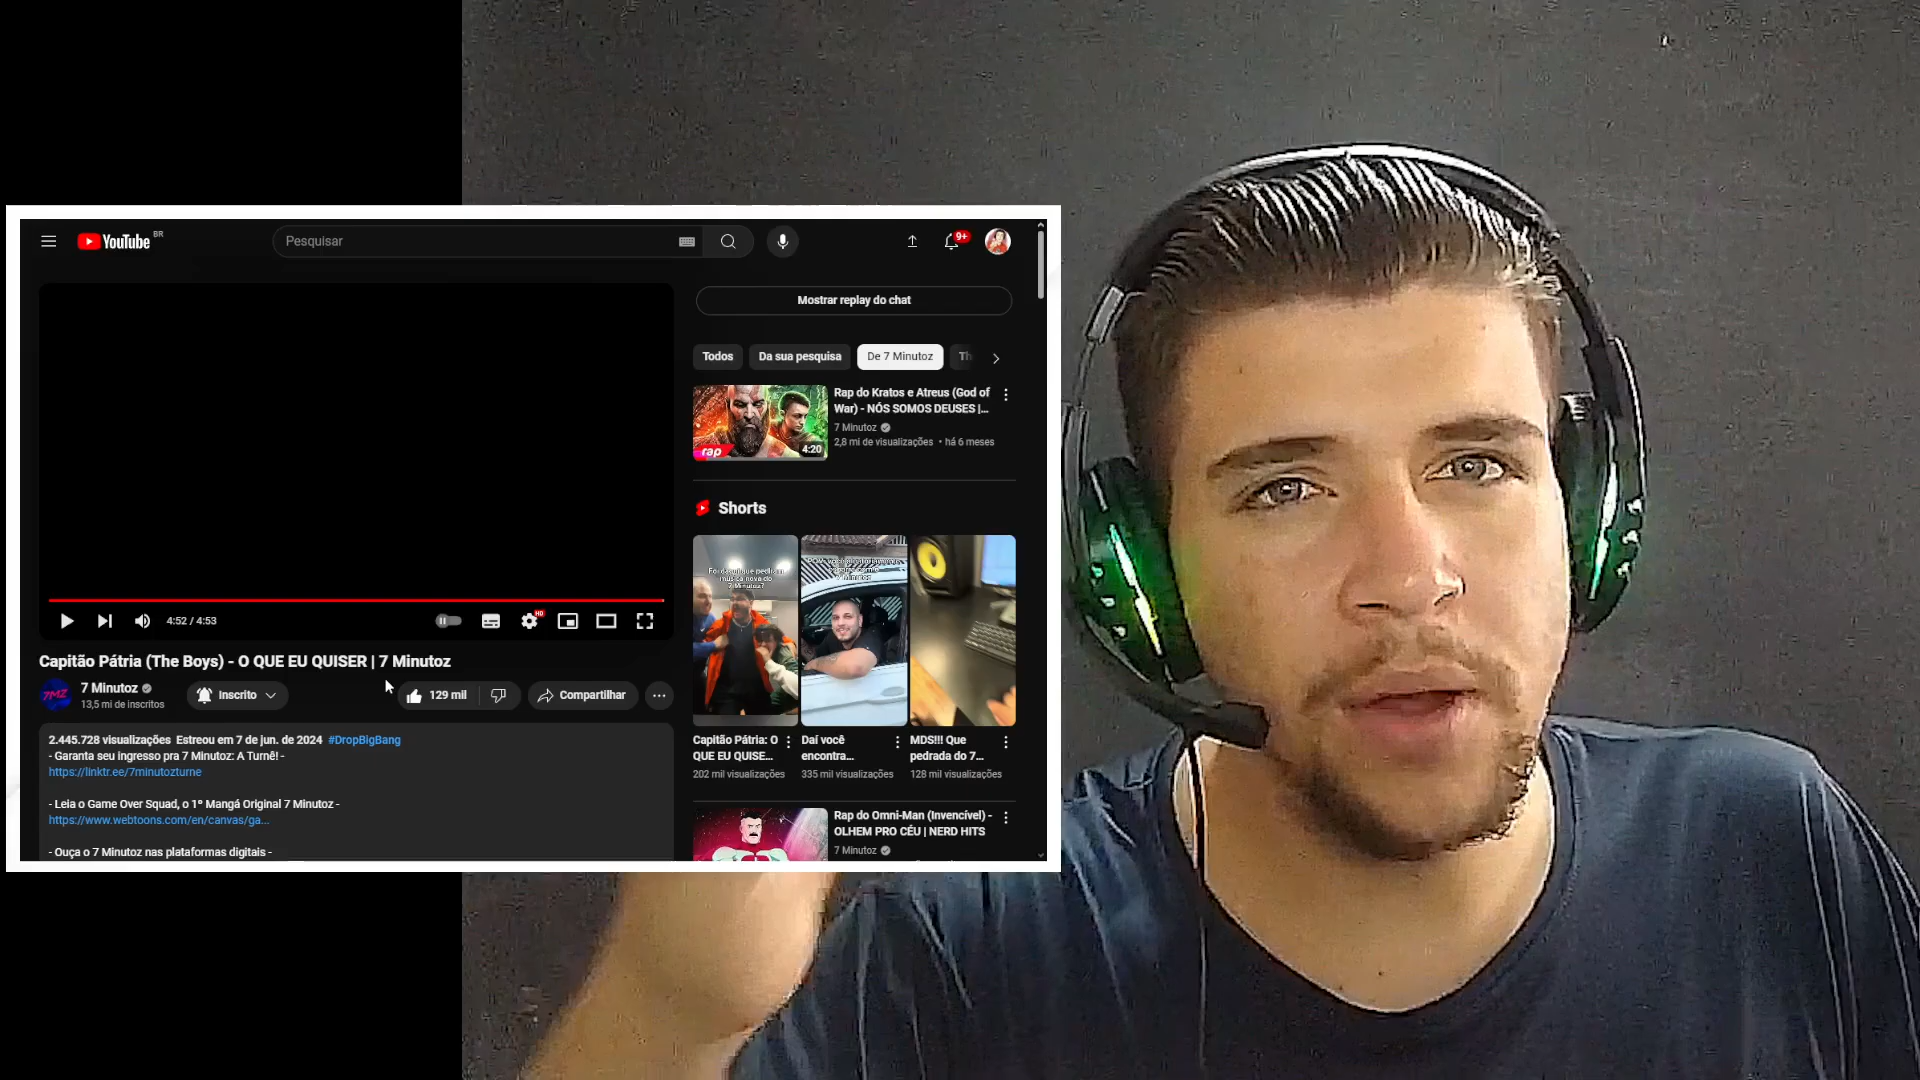 YouTube BR
Pesquisar
9+
Mostrar replay do chat
Todos
Da sua pesquisa
De 7 Minutoz
Th
Rap do Kratos e Atreus (God of
War) - NÓS SOMOS DEUSES |...
7 Minutoz
2,8 mi de visualizações • há 6 meses
rap
4:20
Shorts
7 Minutoz?
Capitão Pátria: O
QUE EU QUISE...
202 mil visualizações
Daí você
encontra...
335 mil visualizações
MDS!!! Que
pedrada do 7...
128 mil visualizações
Rap do Omni-Man (Invencível) -
OLHEM PRO CÉU | NERD HITS
7 Minutoz
4:52 / 4:53
HD
Capitão Pátria (The Boys) - O QUE EU QUISER | 7 Minutoz
7MZ
7 Minutoz
13,5 mi de inscritos
Inscrito
129 mil
Compartilhar
2.445.728 visualizações Estreou em 7 de jun. de 2024 #DropBigBang
- Garanta seu ingresso pra 7 Minutoz: A Turnê! -
https://linktr.ee/7minutozturne
- Leia o Game Over Squad, o 1º Mangá Original 7 Minutoz -
https://www.webtoons.com/en/canvas/ga...
- Ouça o 7 Minutoz nas plataformas digitais -